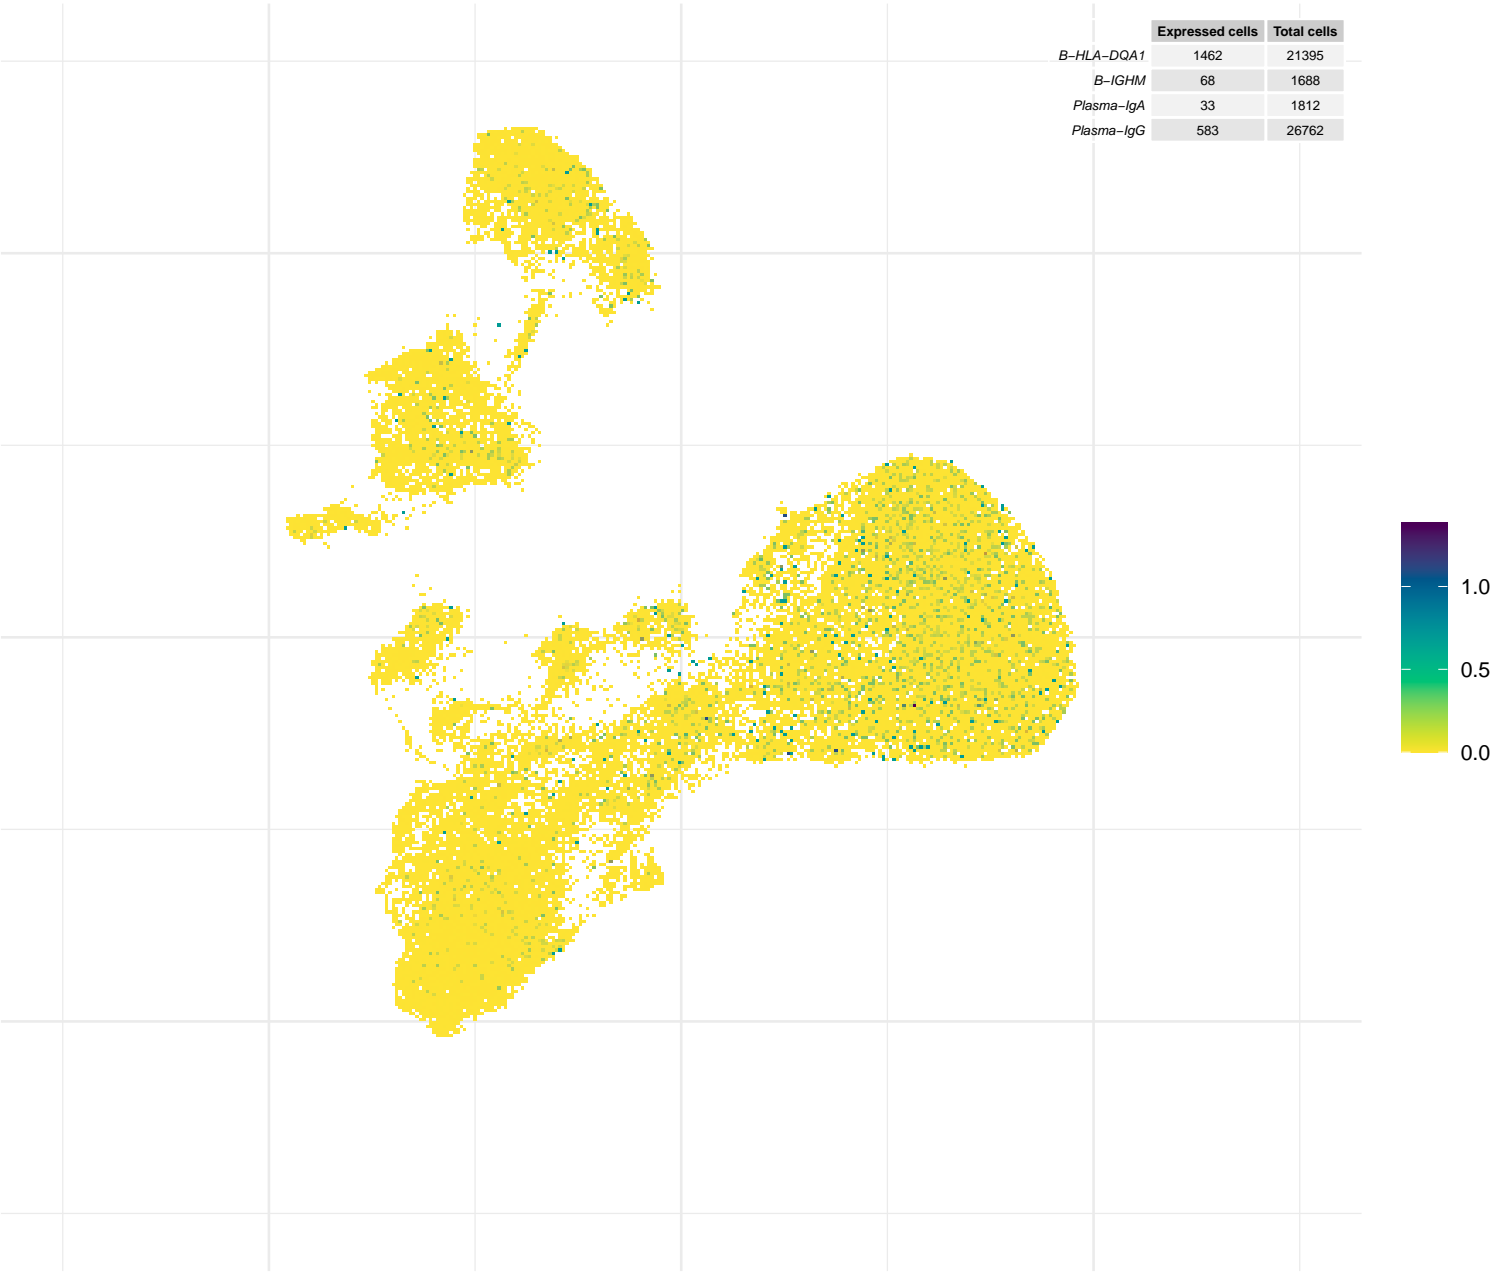 Expressed cells Total cells
B−HLA−DQA1 1462 21395
B−IGHM 68 1688
Plasma−IgA 33 1812
Plasma−IgG 583 26762
1.0
0.5
0.0